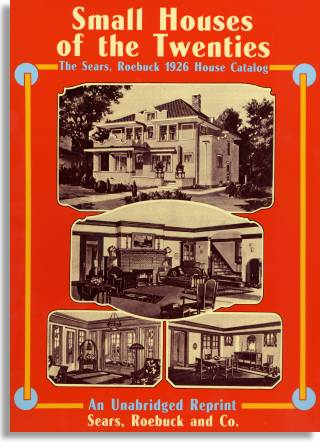 Small Houses
of the Twenties
The Sears, Roebuck 1926 House Catalog
An Unabridged Reprint
Sears, Roebuck and Co.